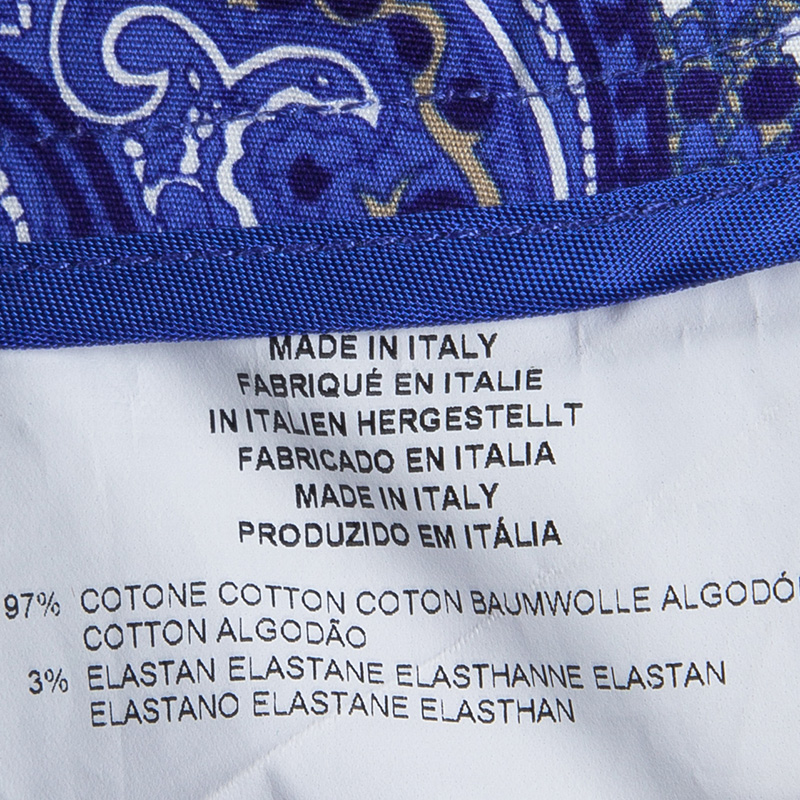 MADE IN ITALY
FABRIQUÉ EN ITALIE
IN ITALIEN HERGESTELLT
FABRICADO EN ITALIA
MADE IN ITALY
PRODUZIDO EM ITÁLIA
97% COTONE COTTON COTON BAUMWOLLE ALGODÓN
COTTON ALGODÃO
3% ELASTAN ELASTANE ELASTHANNE ELASTAN
ELASTANO ELASTANE ELASTHAN